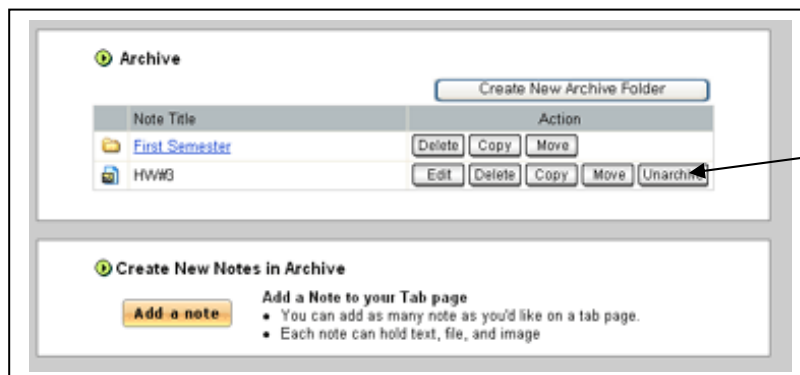 Archive
Create New Archive Folder
Note Title Action
First Semester Delete Copy Move
HW#3 Edit Delete Copy Move Unarchive
Create New Notes in Archive
Add a note
Add a Note to your Tab page
• You can add as many note as you'd like on a tab page.
• Each note can hold text, file, and image